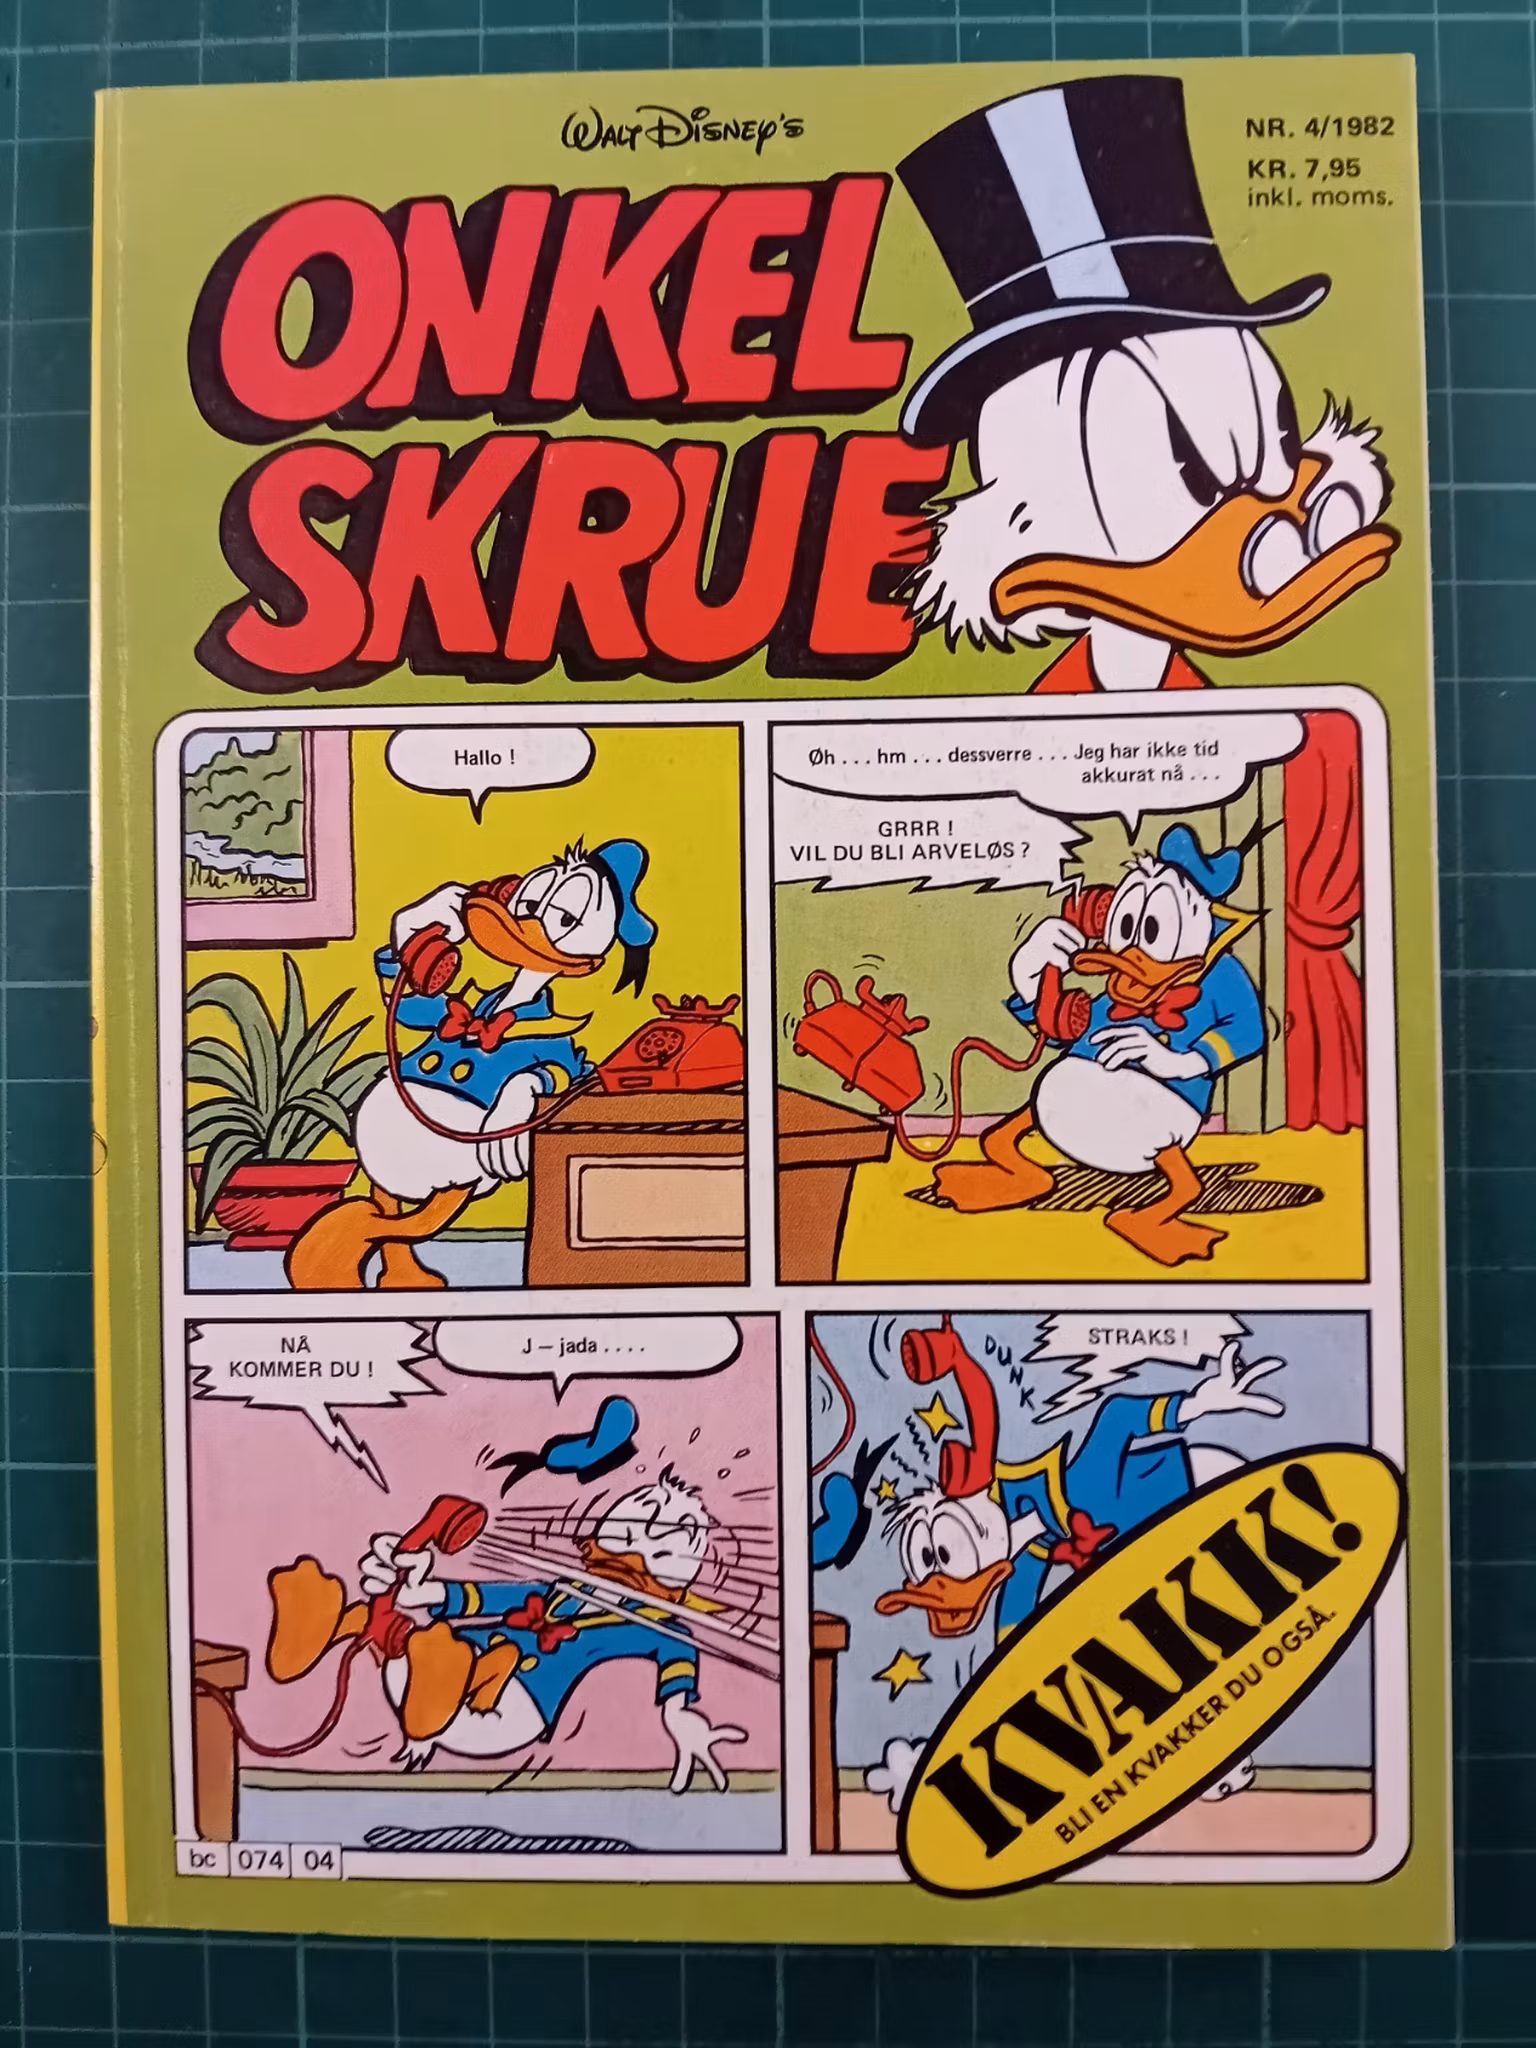 WALT DISNEY'S
NR. 4/1982
KR. 7,95
inkl. moms.
ONKEL
SKRUE
Hallo !
Øh . . . hm . . . dessverre . . . Jeg har ikke tid
akkurat nå . . .
GRRR !
VIL DU BLI ARVELØS ?
NÅ
KOMMER DU !
J – jada . . . .
DUNK
STRAKS !
KVAKK!
BLI EN KVAKKER DU OGSÅ.
bc 074 04